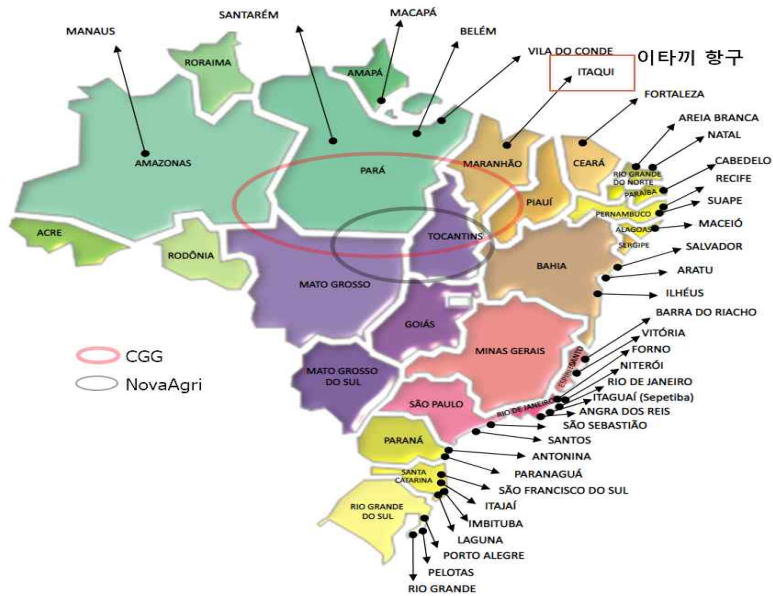 SANTARÉM
MACAPÁ
MANAUS
BELÉM
VILA DO CONDE
이타끼 항구
RORAIMA
AMAPÁ
ITAQUI
FORTALEZA
AREIA BRANCA
NATAL
CABEDELO
RECIFE
SUAPE
MACEIÓ
SALVADOR
ARATU
ILHÉUS
AMAZONAS
PARÁ
MARANHÃO
CEARÁ
RIO GRANDE
DO NORTE
PARAÍBA
PIAUÍ
PERNAMBUCO
ALAGOAS
SERGIPE
ACRE
RODÔNIA
TOCANTINS
MATO GROSSO
BAHIA
GOIÁS
MINAS GERAIS
ESPIRITO SANTO
BARRA DO RIACHO
VITÓRIA
FORNO
NITERÓI
RIO DE JANEIRO
ITAGUAÍ (Sepetiba)
ANGRA DOS REIS
SÃO SEBASTIÃO
SANTOS
ANTONINA
PARANAGUÁ
SÃO FRANCISCO DO SUL
ITAJAÍ
IMBITUBA
LAGUNA
PORTO ALEGRE
PELOTAS
RIO GRANDE
CGG
NovaAgri
MATO GROSSO
DO SUL
SÃO PAULO
RIO DE JANEIRO
PARANÁ
SANTA
CATARINA
RIO GRANDE
DO SUL